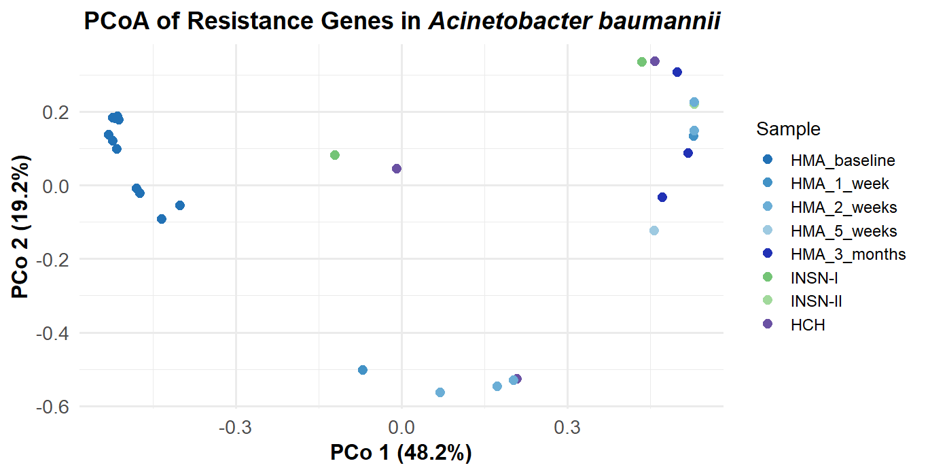 PCoA of Resistance Genes in Acinetobacter baumannii
0.2
0.0
-0.2
-0.4
-0.6
PCo 2 (19.2%)
-0.3
0.0
0.3
PCo 1 (48.2%)
Sample
HMA_baseline
HMA_1_week
HMA_2_weeks
HMA_5_weeks
HMA_3_months
INSN-I
INSN-II
HCH